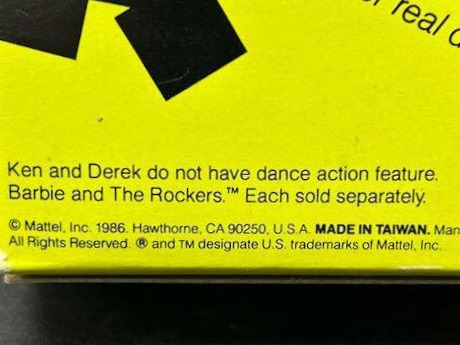 real
Ken and Derek do not have dance action feature.
Barbie and The Rockers.™ Each sold separately.
© Mattel, Inc. 1986. Hawthorne, CA 90250, U.S.A. MADE IN TAIWAN. Man
All Rights Reserved. ® and TM designate U.S. trademarks of Mattel, Inc.